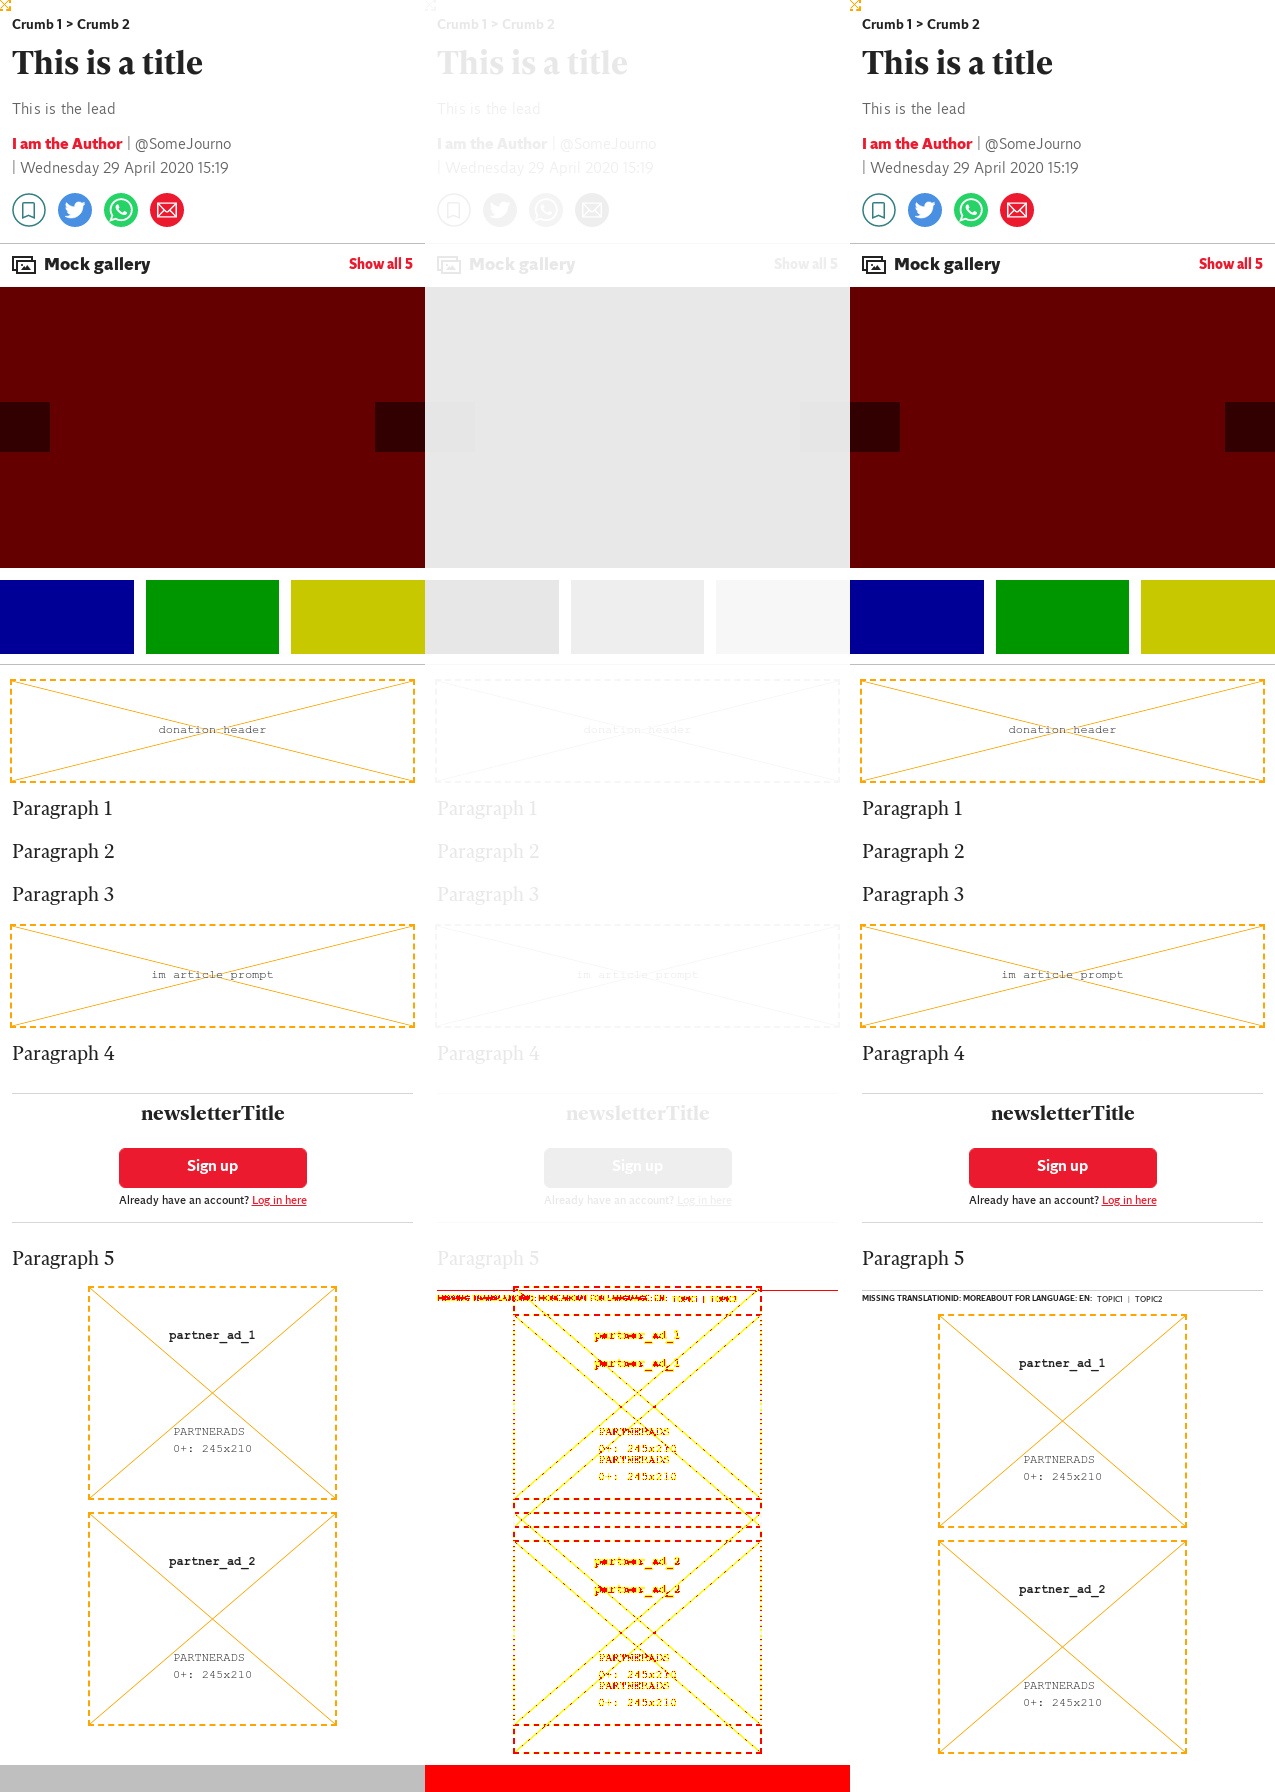 Crumb 1 > Crumb 2
This is a title
This is the lead
I am the Author | @SomeJourno
| Wednesday 29 April 2020 15:19
Mock gallery
Show all 5
donation header
Paragraph 1
Paragraph 2
Paragraph 3
im article prompt
Paragraph 4
newsletterTitle
Sign up
Already have an account? Log in here
Paragraph 5
partner_ad_1
PARTNERADS
0+: 245x210
partner_ad_2
PARTNERADS
0+: 245x210
Crumb 1 > Crumb 2
This is a title
This is the lead
I am the Author | @SomeJourno
| Wednesday 29 April 2020 15:19
Mock gallery
Show all 5
donation header
Paragraph 1
Paragraph 2
Paragraph 3
im article prompt
Paragraph 4
newsletterTitle
Sign up
Already have an account? Log in here
Paragraph 5
partner_ad_1
partner_ad_1
PARTNERADS
0+: 245x210
PARTNERADS
0+: 245x210
partner_ad_2
partner_ad_2
PARTNERADS
0+: 245x210
PARTNERADS
0+: 245x210
Crumb 1 > Crumb 2
This is a title
This is the lead
I am the Author | @SomeJourno
| Wednesday 29 April 2020 15:19
Mock gallery
Show all 5
donation header
Paragraph 1
Paragraph 2
Paragraph 3
im article prompt
Paragraph 4
newsletterTitle
Sign up
Already have an account? Log in here
Paragraph 5
MISSING TRANSLATIONID: MOREABOUT FOR LANGUAGE: EN: TOPIC1 | TOPIC2
partner_ad_1
PARTNERADS
0+: 245x210
partner_ad_2
PARTNERADS
0+: 245x210